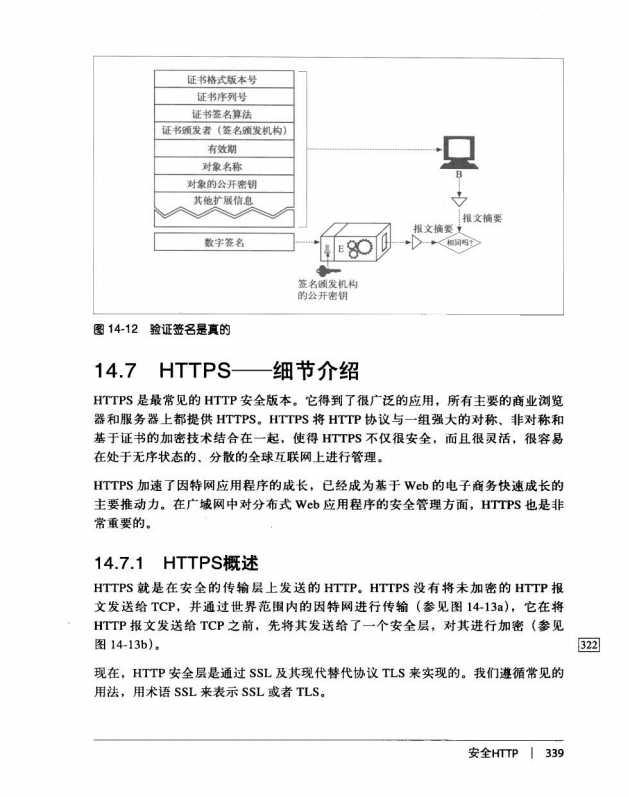 证书格式版本号
证书序列号
证书签名算法
证书颁发者（签名颁发机构）
有效期
对象名称
对象的公开密钥
其他扩展信息
数字签名
E
B
报文摘要
报文摘要
相同吗?
签名颁发机构
的公开密钥
图 14-12 验证签名是真的
14.7 HTTPS——细节介绍
HTTPS 是最常见的 HTTP 安全版本。它得到了很广泛的应用，所有主要的商业浏览
器和服务器上都提供 HTTPS。HTTPS 将 HTTP 协议与一组强大的对称、非对称和
基于证书的加密技术结合在一起，使得 HTTPS 不仅很安全，而且很灵活，很容易
在处于无序状态的、分散的全球互联网上进行管理。
HTTPS 加速了因特网应用程序的成长，已经成为基于 Web 的电子商务快速成长的
主要推动力。在广域网中对分布式 Web 应用程序的安全管理方面，HTTPS 也是非
常重要的。
14.7.1 HTTPS概述
HTTPS 就是在安全的传输层上发送的 HTTP。HTTPS 没有将未加密的 HTTP 报
文发送给 TCP，并通过世界范围内的因特网进行传输（参见图 14-13a），它在将
HTTP 报文发送给 TCP 之前，先将其发送给了一个安全层，对其进行加密（参见
图 14-13b）。
322
现在，HTTP 安全层是通过 SSL 及其现代替代协议 TLS 来实现的。我们遵循常见的
用法，用术语 SSL 来表示 SSL 或者 TLS。
安全HTTP | 339